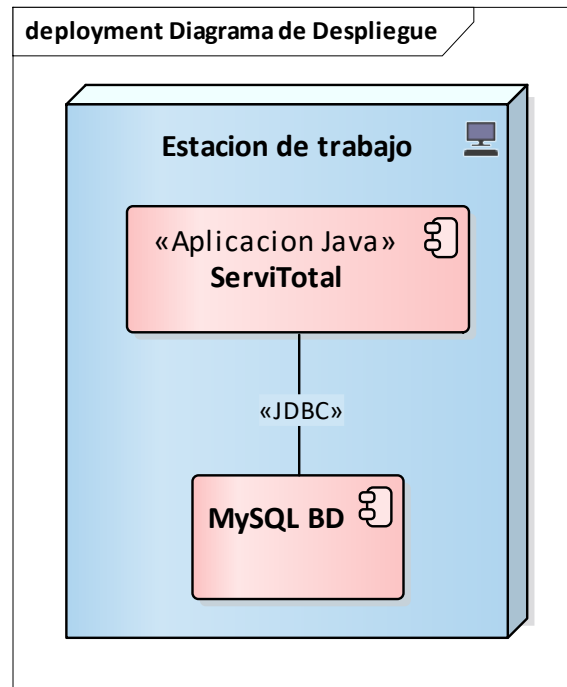 deployment Diagrama de Despliegue
Estacion de trabajo
«Aplicacion Java»
ServiTotal
«JDBC»
MySQL BD